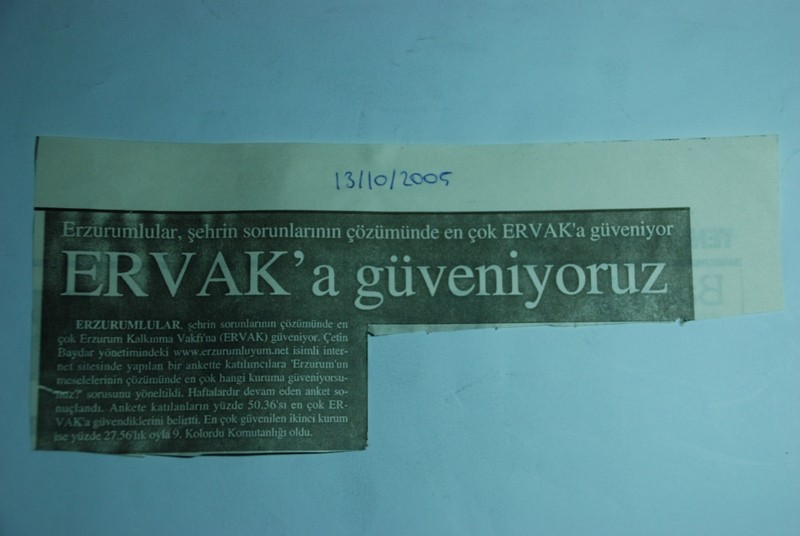 13/10/2005
Erzurumlular, şehrin sorunlarının çözümünde en çok ERVAK'a güveniyor
ERVAK'a güveniyoruz
ERZURUMLULAR, şehrin sorunlarının çözümünde en
çok Erzurum Kalkınma Vakfı'na (ERVAK) güveniyor. Çetin
Baydar yönetimindeki www.erzurumluyum.net isimli inter-
net sitesinde yapılan bir ankette katılımcılara 'Erzurum'un
meselelerinin çözümünde en çok hangi kuruma güveniyorsu-
nuz?' sorusunu yöneltildi. Haftalardır devam eden anket so-
nuçlandı. Ankete katılanların yüzde 50.36'sı en çok ER-
VAK'a güvendiklerini belirtti. En çok güvenilen ikinci kurum
ise yüzde 27.56'lık oyla 9. Kolordu Komutanlığı oldu.